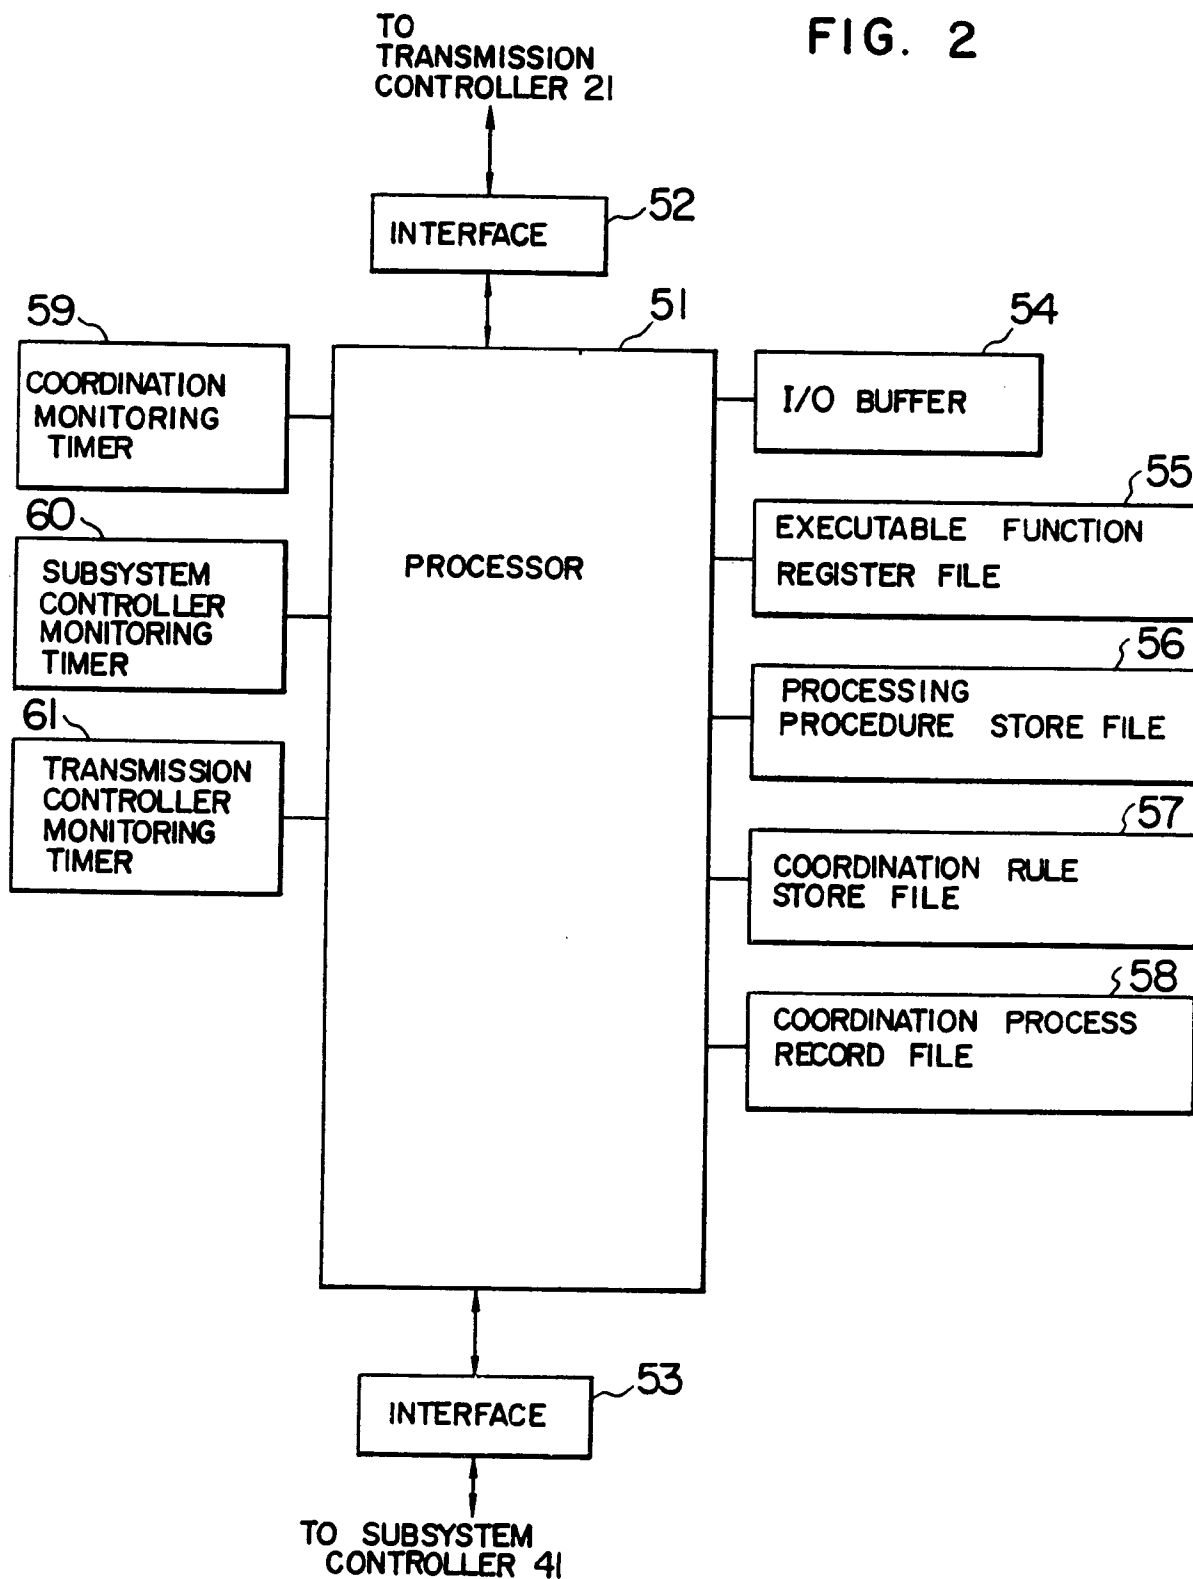 FIG. 2
TO
TRANSMISSION
CONTROLLER 21
52
INTERFACE
59
51
54
COORDINATION
MONITORING
TIMER
I/O BUFFER
60
55
SUBSYSTEM
CONTROLLER
MONITORING
TIMER
PROCESSOR
EXECUTABLE FUNCTION
REGISTER FILE
61
56
TRANSMISSION
CONTROLLER
MONITORING
TIMER
PROCESSING
PROCEDURE STORE FILE
57
COORDINATION RULE
STORE FILE
58
COORDINATION PROCESS
RECORD FILE
53
INTERFACE
TO SUBSYSTEM
CONTROLLER 41